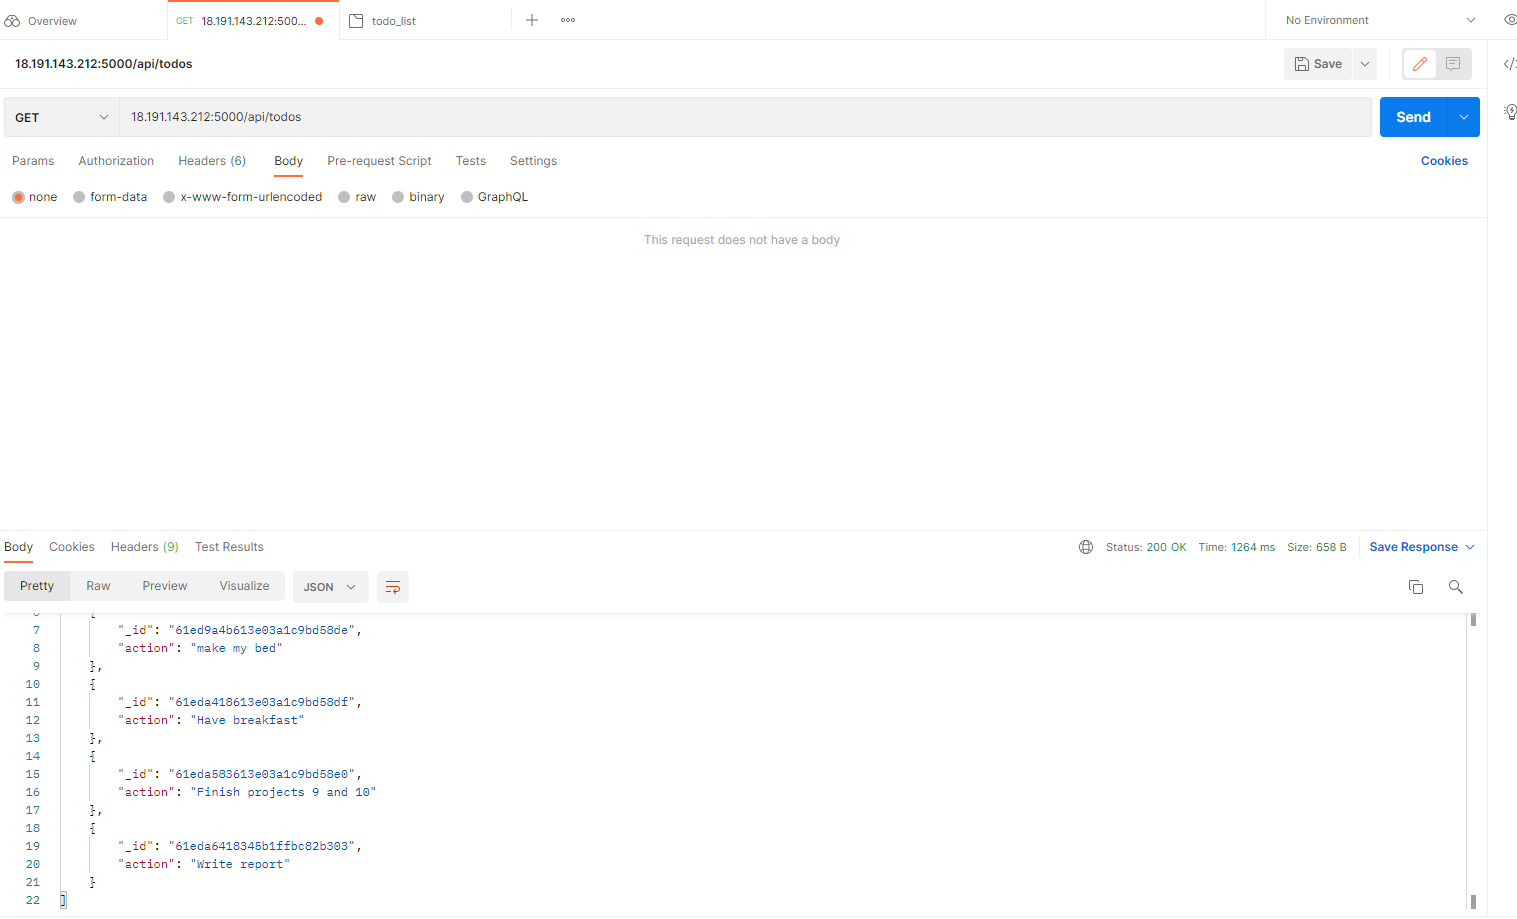 Overview
GET 18.191.143.212:500...
todo_list
No Environment
18.191.143.212:5000/api/todos
Save
GET
18.191.143.212:5000/api/todos
Send
Params Authorization Headers (6) Body Pre-request Script Tests Settings Cookies
none form-data x-www-form-urlencoded raw binary GraphQL
This request does not have a body
Body Cookies Headers (9) Test Results Status: 200 OK Time: 1264 ms Size: 658 B Save Response
Pretty Raw Preview Visualize JSON
7 "_id": "61ed9a4b613e03a1c9bd58de",
8 "action": "make my bed"
9 },
10 {
11 "_id": "61eda418613e03a1c9bd58df",
12 "action": "Have breakfast"
13 },
14 {
15 "_id": "61eda583613e03a1c9bd58e0",
16 "action": "Finish projects 9 and 10"
17 },
18 {
19 "_id": "61eda6418345b1ffbc82b303",
20 "action": "Write report"
21 }
22 ]